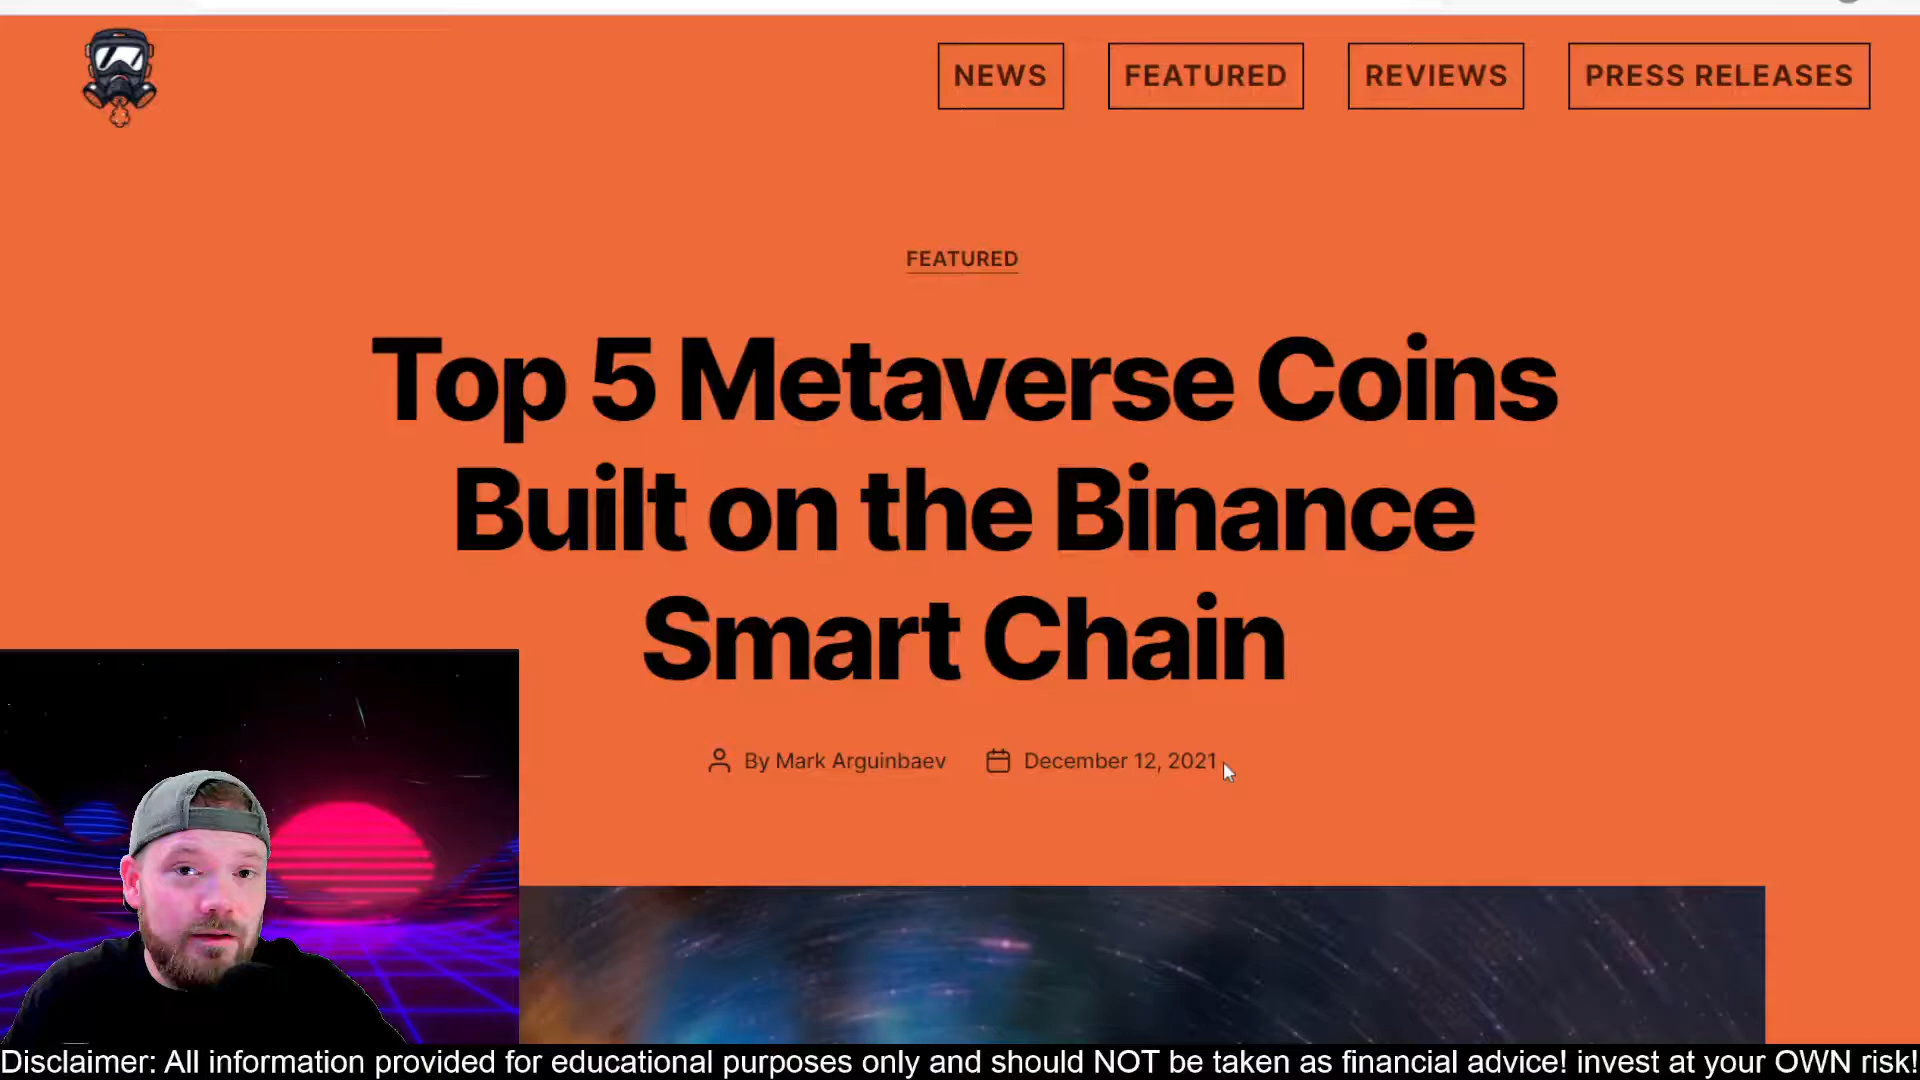 NEWS
FEATURED
REVIEWS
PRESS RELEASES
FEATURED
Top 5 Metaverse Coins
Built on the Binance
Smart Chain
By Mark Arguinbaev
December 12, 2021
Disclaimer: All information provided for educational purposes only and should NOT be taken as financial advice! invest at your OWN risk!